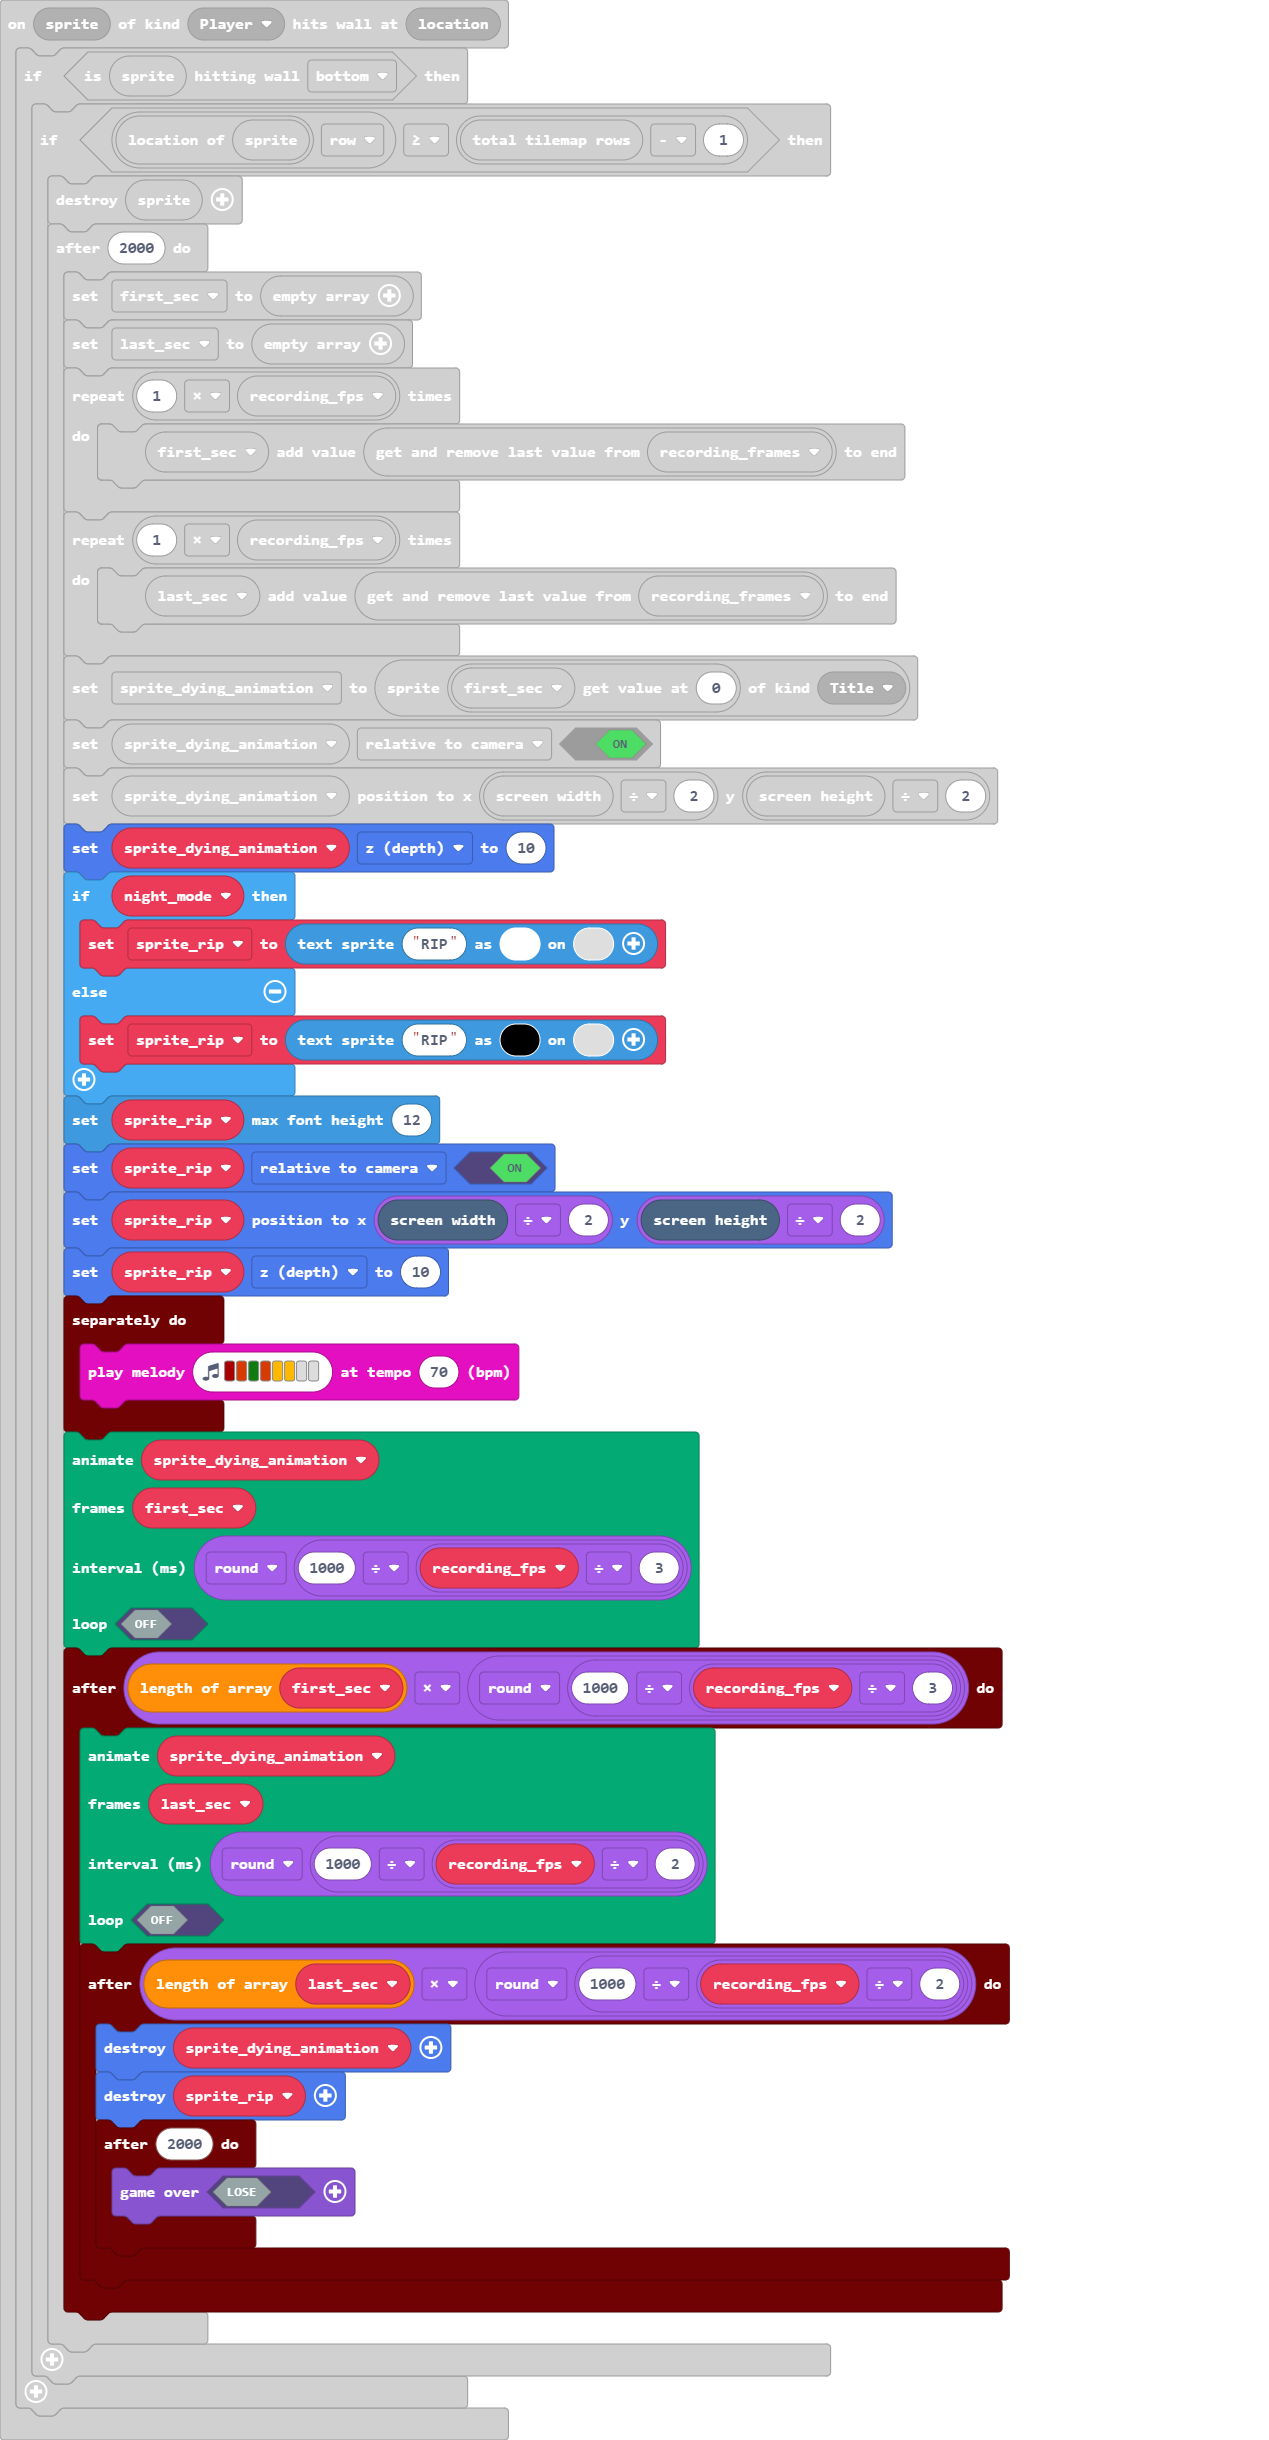 on sprite of kind Player hits wall at location
if is sprite hitting wall bottom then
if location of sprite row ≥ total tilemap rows - 1 then
destroy sprite
after 2000 do
set first_sec to empty array
set last_sec to empty array
repeat 1 × recording_fps times
do first_sec add value get and remove last value from recording_frames to end
repeat 1 × recording_fps times
do last_sec add value get and remove last value from recording_frames to end
set sprite_dying_animation to sprite first_sec get value at 0 of kind Title
set sprite_dying_animation relative to camera ON
set sprite_dying_animation position to x screen width ÷ 2 y screen height ÷ 2
set sprite_dying_animation z (depth) to 10
if night_mode then
set sprite_rip to text sprite "RIP" as on
else
set sprite_rip to text sprite "RIP" as on
set sprite_rip max font height 12
set sprite_rip relative to camera ON
set sprite_rip position to x screen width ÷ 2 y screen height ÷ 2
set sprite_rip z (depth) to 10
separately do
play melody at tempo 70 (bpm)
animate sprite_dying_animation
frames first_sec
interval (ms) round 1000 ÷ recording_fps ÷ 3
loop OFF
after length of array first_sec × round 1000 ÷ recording_fps ÷ 3 do
animate sprite_dying_animation
frames last_sec
interval (ms) round 1000 ÷ recording_fps ÷ 2
loop OFF
after length of array last_sec × round 1000 ÷ recording_fps ÷ 2 do
destroy sprite_dying_animation
destroy sprite_rip
after 2000 do
game over LOSE